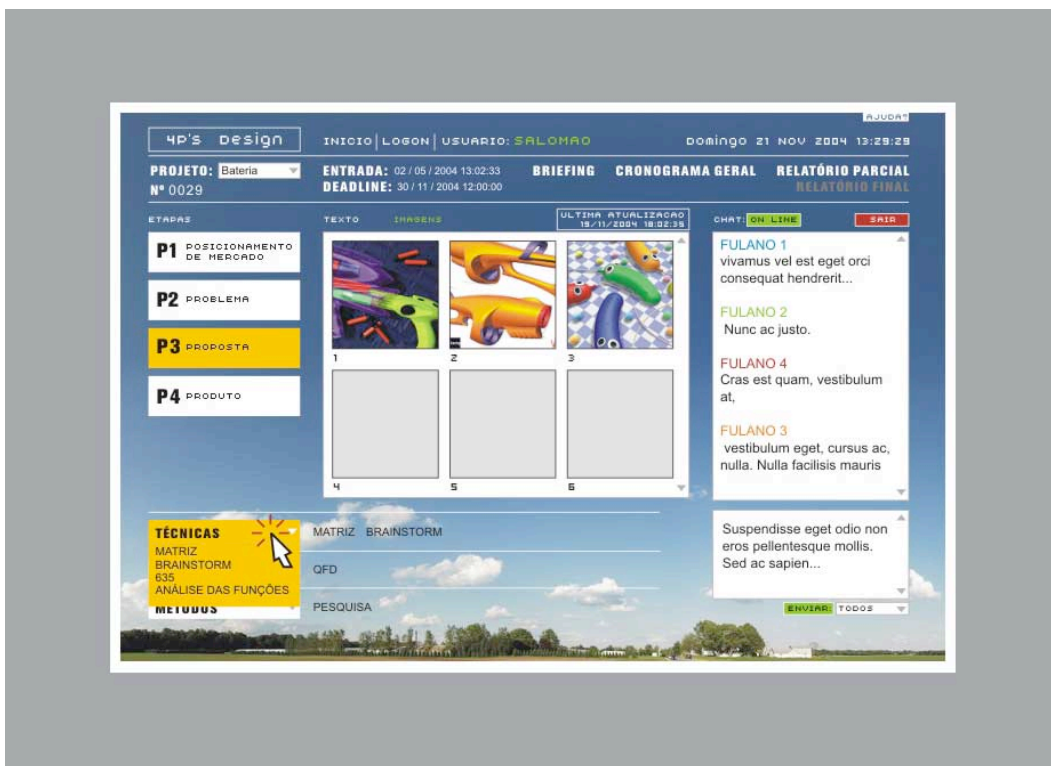 AJUDA?
4P's Design
INICIO|LOGON|USUARIO: SALOMAO
Domingo 21 NOV 2004 13:29:29
PROJETO: Bateria
Nº 0029
ENTRADA: 02 / 05 / 2004 13:02:33
DEADLINE: 30 / 11 / 2004 12:00:00
BRIEFING
CRONOGRAMA GERAL
RELATÓRIO PARCIAL
RELATÓRIO FINAL
ETAPAS
P1 POSICIONAMENTO
DE MERCADO
P2 PROBLEMA
P3 PROPOSTA
P4 PRODUTO
TEXTO
IMAGENS
ULTIMA ATUALIZACAO
19/11/2004 18:02:35
1
2
3
4
5
6
CHAT: ON LINE
SAIR
FULANO 1
vivamus vel est eget orci
consequat hendrerit...
FULANO 2
Nunc ac justo.
FULANO 4
Cras est quam, vestibulum
at,
FULANO 3
vestibulum eget, cursus ac,
nulla. Nulla facilisis mauris
TÉCNICAS
MATRIZ
BRAINSTORM
635
ANÁLISE DAS FUNÇÕES
MÉTODOS
MATRIZ BRAINSTORM
QFD
PESQUISA
Suspendisse eget odio non
eros pellentesque mollis.
Sed ac sapien...
ENVIAR: TODOS